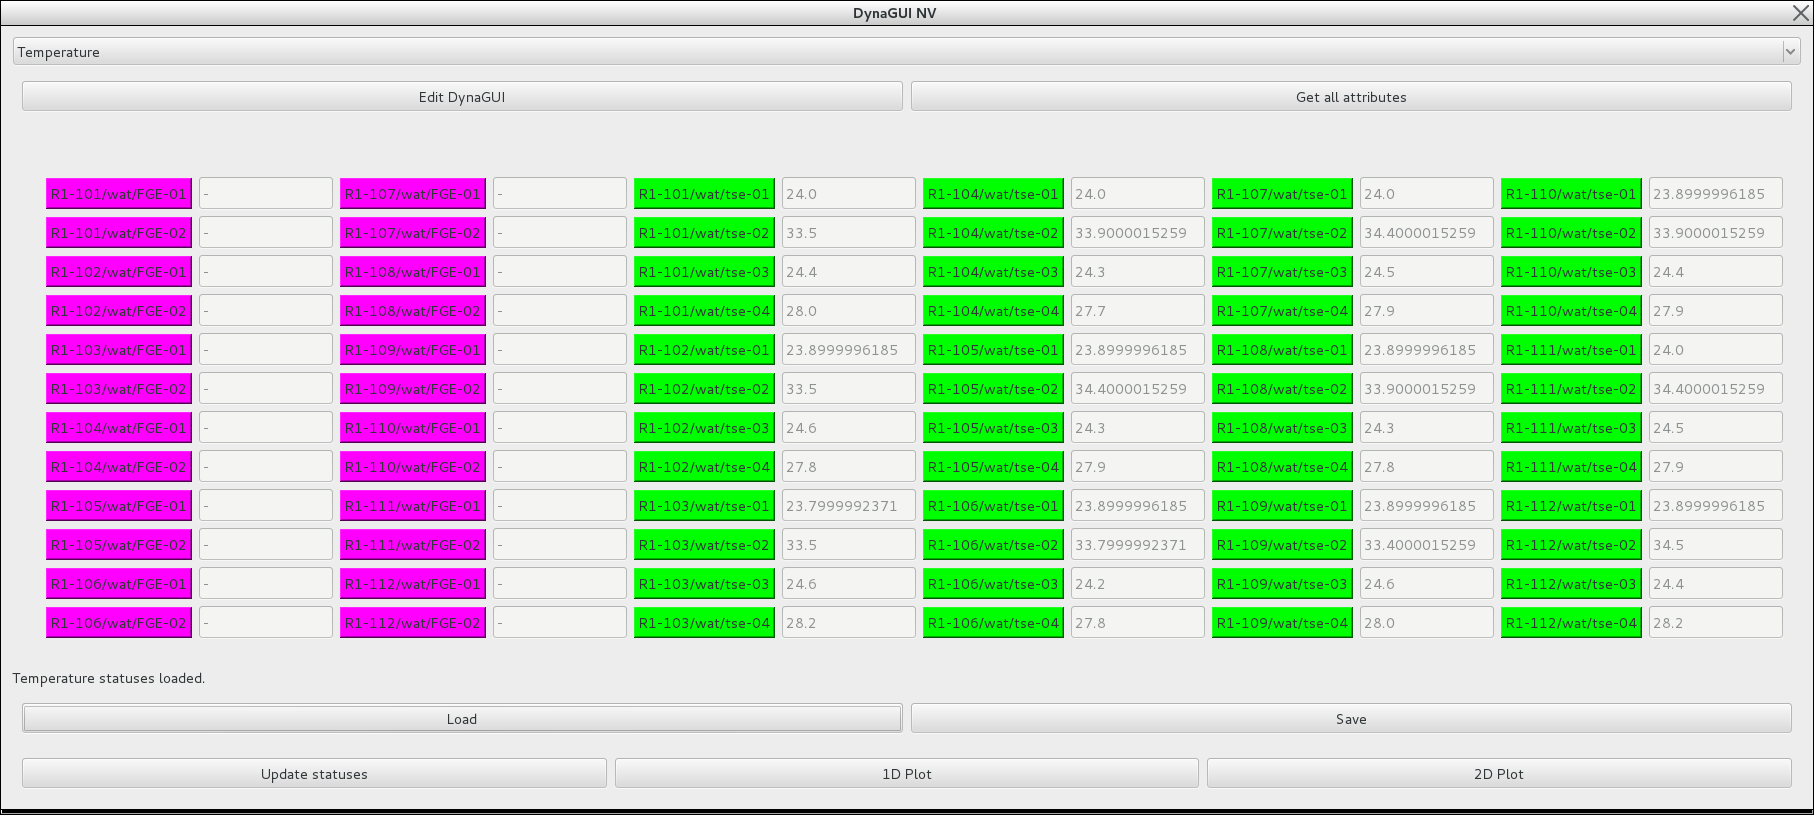 DynaGUI NV
Temperature
Edit DynaGUI Get all attributes
R1-101/wat/FGE-01 - R1-107/wat/FGE-01 - R1-101/wat/tse-01 24.0 R1-104/wat/tse-01 24.0 R1-107/wat/tse-01 24.0 R1-110/wat/tse-01 23.8999996185
R1-101/wat/FGE-02 - R1-107/wat/FGE-02 - R1-101/wat/tse-02 33.5 R1-104/wat/tse-02 33.9000015259 R1-107/wat/tse-02 34.4000015259 R1-110/wat/tse-02 33.9000015259
R1-102/wat/FGE-01 - R1-108/wat/FGE-01 - R1-101/wat/tse-03 24.4 R1-104/wat/tse-03 24.3 R1-107/wat/tse-03 24.5 R1-110/wat/tse-03 24.4
R1-102/wat/FGE-02 - R1-108/wat/FGE-02 - R1-101/wat/tse-04 28.0 R1-104/wat/tse-04 27.7 R1-107/wat/tse-04 27.9 R1-110/wat/tse-04 27.9
R1-103/wat/FGE-01 - R1-109/wat/FGE-01 - R1-102/wat/tse-01 23.8999996185 R1-105/wat/tse-01 23.8999996185 R1-108/wat/tse-01 23.8999996185 R1-111/wat/tse-01 24.0
R1-103/wat/FGE-02 - R1-109/wat/FGE-02 - R1-102/wat/tse-02 33.5 R1-105/wat/tse-02 34.4000015259 R1-108/wat/tse-02 33.9000015259 R1-111/wat/tse-02 34.4000015259
R1-104/wat/FGE-01 - R1-110/wat/FGE-01 - R1-102/wat/tse-03 24.6 R1-105/wat/tse-03 24.3 R1-108/wat/tse-03 24.3 R1-111/wat/tse-03 24.5
R1-104/wat/FGE-02 - R1-110/wat/FGE-02 - R1-102/wat/tse-04 27.8 R1-105/wat/tse-04 27.9 R1-108/wat/tse-04 27.8 R1-111/wat/tse-04 27.9
R1-105/wat/FGE-01 - R1-111/wat/FGE-01 - R1-103/wat/tse-01 23.7999992371 R1-106/wat/tse-01 23.8999996185 R1-109/wat/tse-01 23.8999996185 R1-112/wat/tse-01 23.8999996185
R1-105/wat/FGE-02 - R1-111/wat/FGE-02 - R1-103/wat/tse-02 33.5 R1-106/wat/tse-02 33.7999992371 R1-109/wat/tse-02 33.4000015259 R1-112/wat/tse-02 34.5
R1-106/wat/FGE-01 - R1-112/wat/FGE-01 - R1-103/wat/tse-03 24.6 R1-106/wat/tse-03 24.2 R1-109/wat/tse-03 24.6 R1-112/wat/tse-03 24.4
R1-106/wat/FGE-02 - R1-112/wat/FGE-02 - R1-103/wat/tse-04 28.2 R1-106/wat/tse-04 27.8 R1-109/wat/tse-04 28.0 R1-112/wat/tse-04 28.2
Temperature statuses loaded.
Load Save
Update statuses 1D Plot 2D Plot